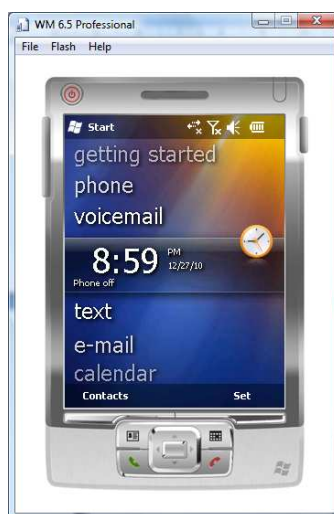 WM 6.5 Professional
File Flash Help
Start
getting started
phone
voicemail
8:59 PM
12/27/10
Phone off
text
e-mail
calendar
Contacts Set